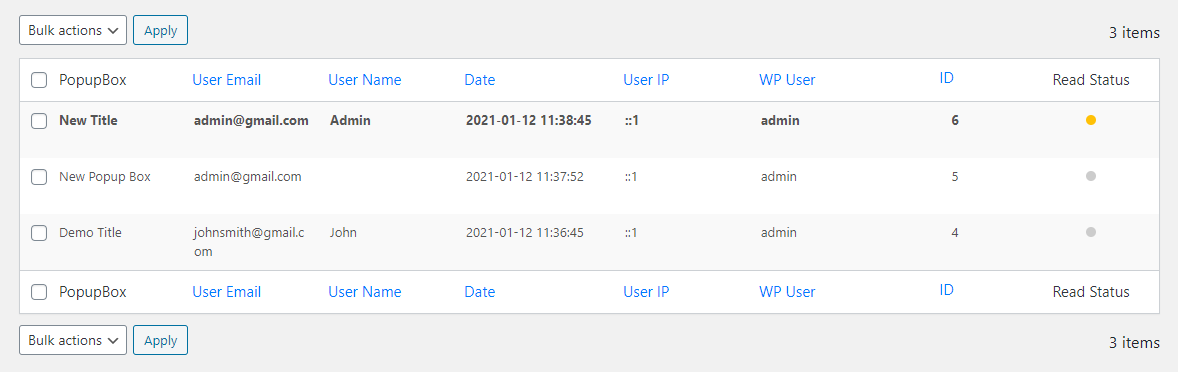 Bulk actions Apply 3 items
PopupBox User Email User Name Date User IP WP User ID Read Status
New Title admin@gmail.com Admin 2021-01-12 11:38:45 ::1 admin 6
New Popup Box admin@gmail.com 2021-01-12 11:37:52 ::1 admin 5
Demo Title johnsmith@gmail.c John 2021-01-12 11:36:45 ::1 admin 4
om
PopupBox User Email User Name Date User IP WP User ID Read Status
Bulk actions Apply 3 items